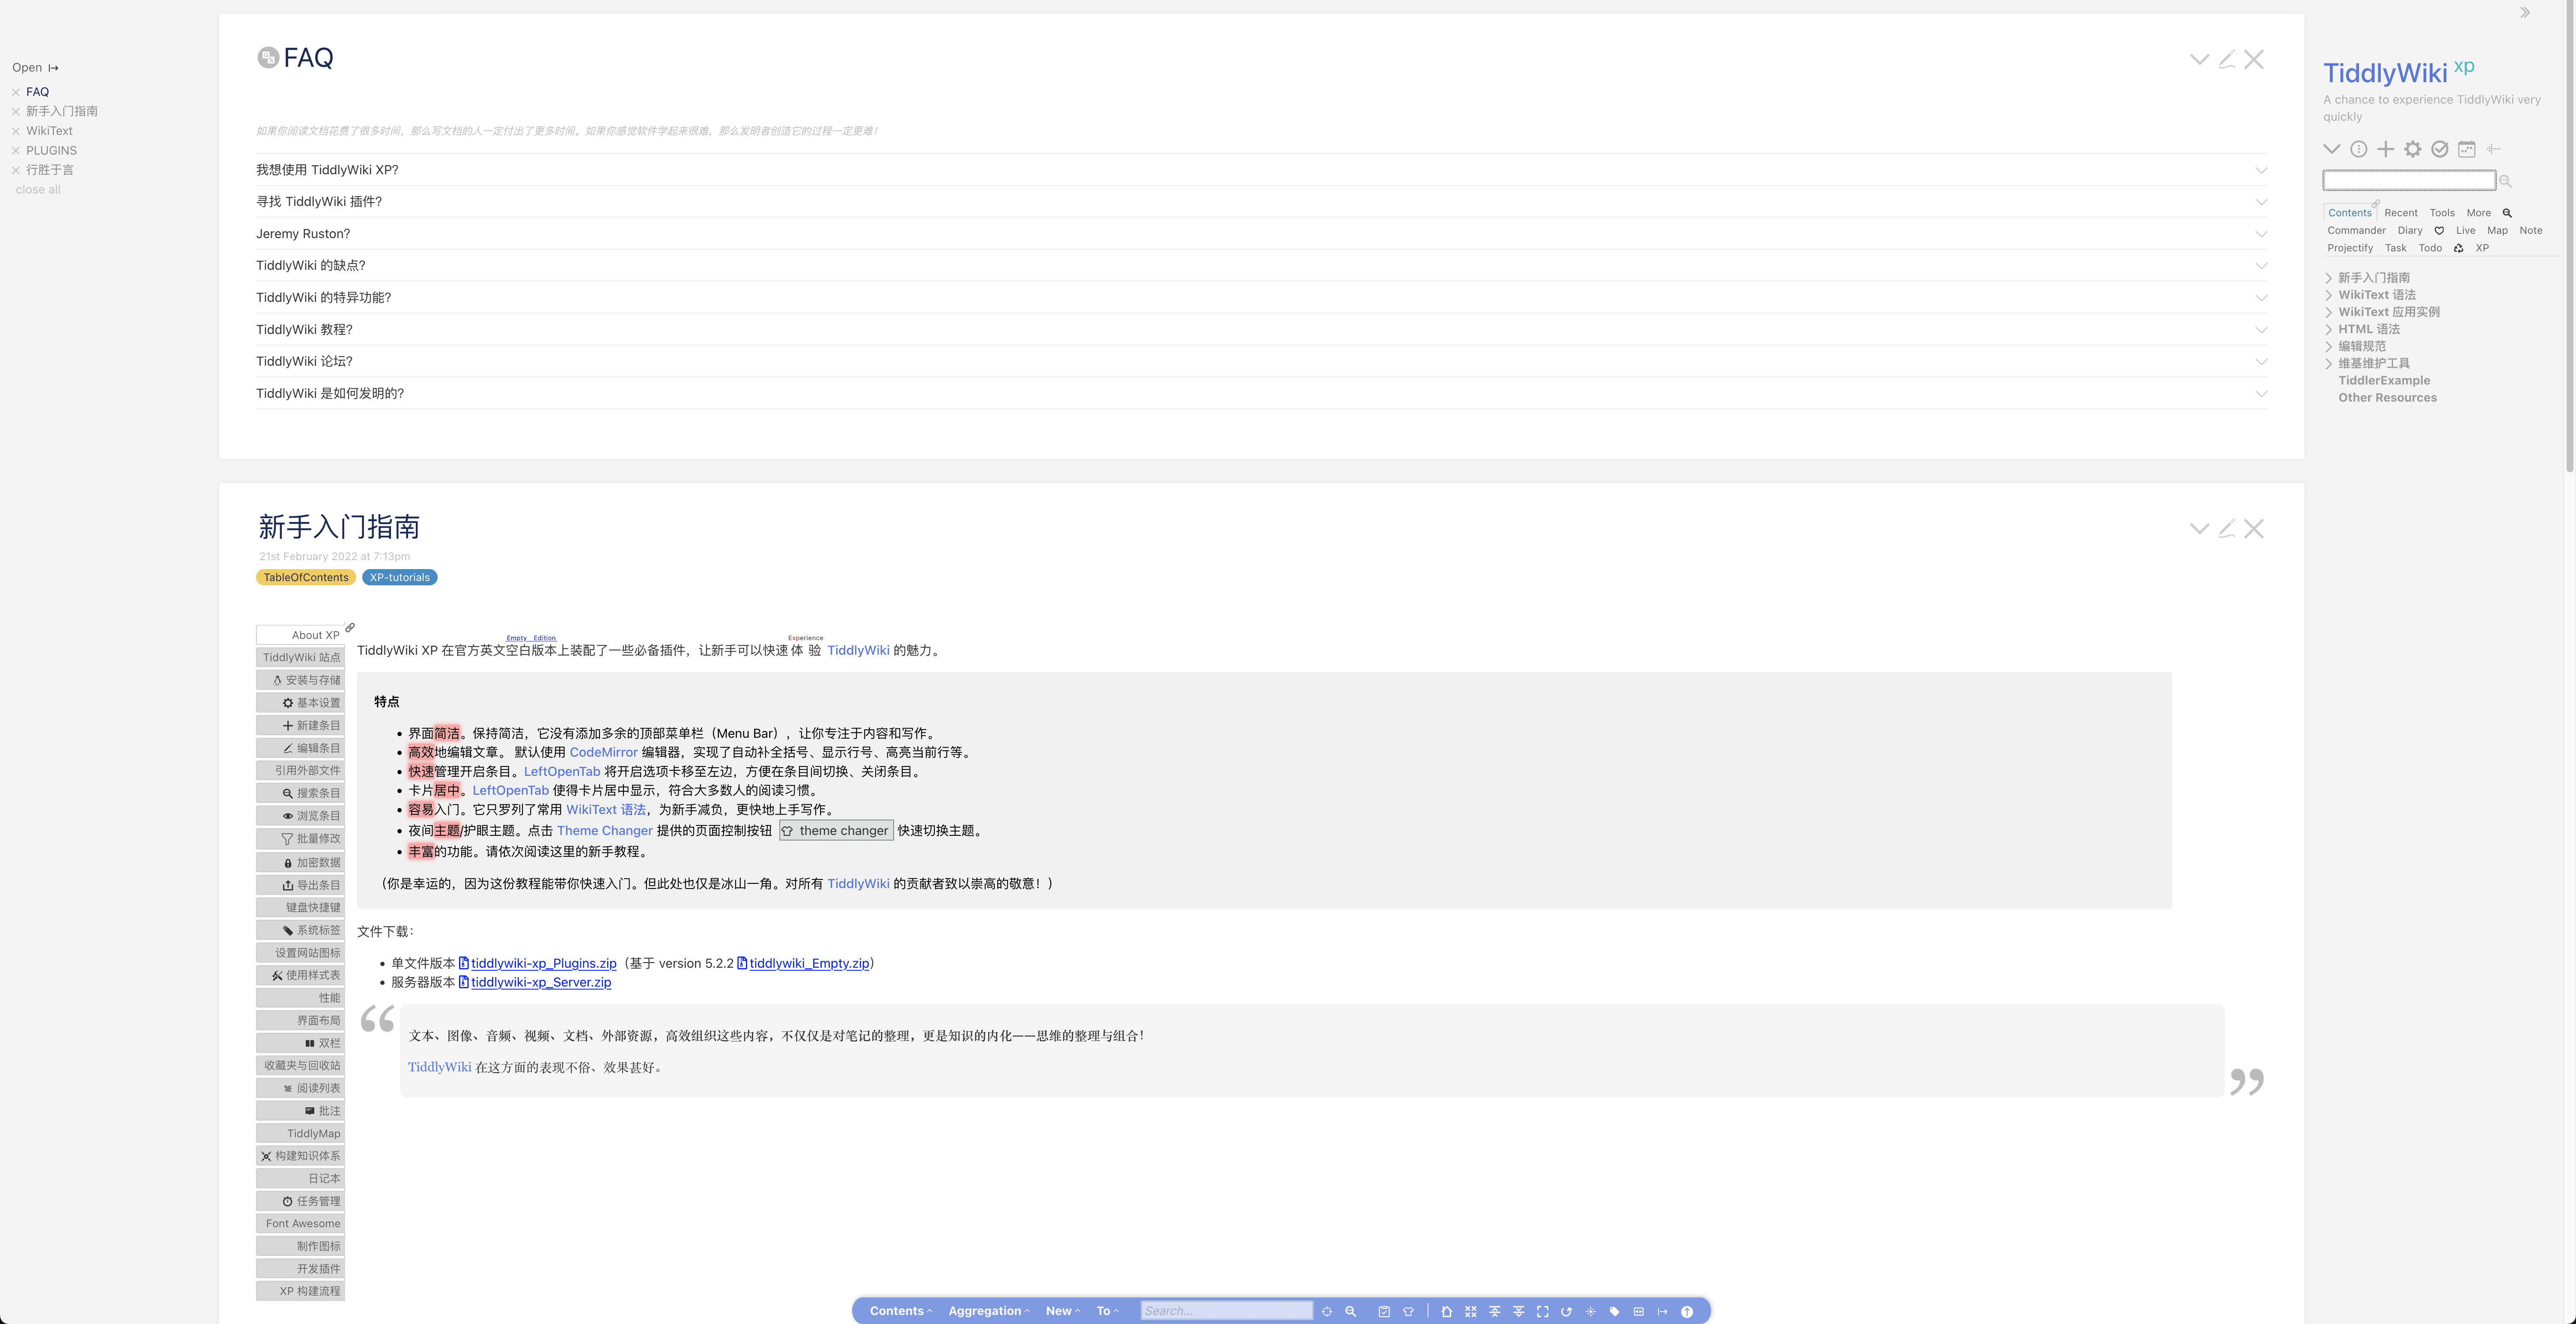 Open
FAQ
新手入门指南
WikiText
PLUGINS
行胜于言
close all
FAQ
如果你阅读文档花费了很多时间，那么写文档的人一定付出了更多时间。如果你感觉软件学起来很难，那么发明者创造它的过程一定更难！
我想使用 TiddlyWiki XP?
寻找 TiddlyWiki 插件?
Jeremy Ruston?
TiddlyWiki 的缺点?
TiddlyWiki 的特异功能?
TiddlyWiki 教程?
TiddlyWiki 论坛?
TiddlyWiki 是如何发明的?
新手入门指南
21st February 2022 at 7:13pm
TableOfContents XP-tutorials
About XP
TiddlyWiki 站点
安装与存储
基本设置
新建条目
编辑条目
引用外部文件
搜索条目
浏览条目
批量修改
加密数据
导出条目
键盘快捷键
系统标签
设置网站图标
使用样式表
性能
界面布局
双栏
收藏夹与回收站
阅读列表
批注
TiddlyMap
构建知识体系
日记本
任务管理
Font Awesome
制作图标
开发插件
XP 构建流程
Empty Edition Experience
TiddlyWiki XP 在官方英文空白版本上装配了一些必备插件，让新手可以快速 体 验 TiddlyWiki 的魅力。
特点
界面简洁。保持简洁，它没有添加多余的顶部菜单栏（Menu Bar），让你专注于内容和写作。
高效地编辑文章。 默认使用 CodeMirror 编辑器，实现了自动补全括号、显示行号、高亮当前行等。
快速管理开启条目。LeftOpenTab 将开启选项卡移至左边，方便在条目间切换、关闭条目。
卡片居中。LeftOpenTab 使得卡片居中显示，符合大多数人的阅读习惯。
容易入门。它只罗列了常用 WikiText 语法，为新手减负，更快地上手写作。
夜间主题/护眼主题。点击 Theme Changer 提供的页面控制按钮 theme changer 快速切换主题。
丰富的功能。请依次阅读这里的新手教程。
（你是幸运的，因为这份教程能带你快速入门。但此处也仅是冰山一角。对所有 TiddlyWiki 的贡献者致以崇高的敬意！）
文件下载：
单文件版本 tiddlywiki-xp_Plugins.zip（基于 version 5.2.2 tiddlywiki_Empty.zip）
服务器版本 tiddlywiki-xp_Server.zip
“
文本、图像、音频、视频、文档、外部资源，高效组织这些内容，不仅仅是对笔记的整理，更是知识的内化——思维的整理与组合！
TiddlyWiki 在这方面的表现不俗、效果甚好。
”
TiddlyWiki xp
A chance to experience TiddlyWiki very
quickly
Contents Recent Tools More
Commander Diary Live Map Note
Projectify Task Todo XP
新手入门指南
WikiText 语法
WikiText 应用实例
HTML 语法
编辑规范
维基维护工具
TiddlerExample
Other Resources
Contents Aggregation New To Search...